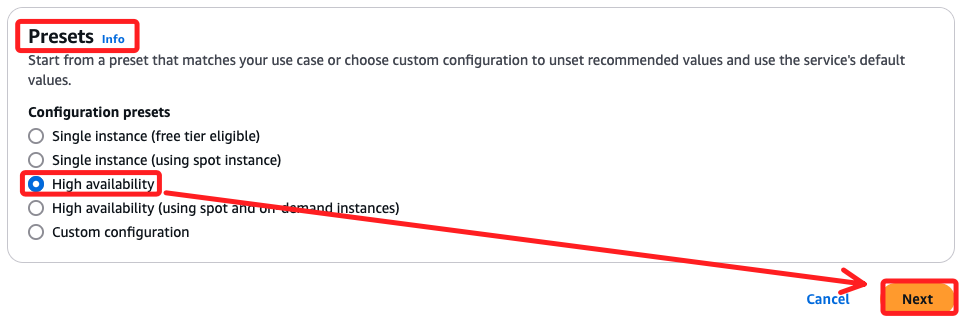 Presets Info
Start from a preset that matches your use case or choose custom configuration to unset recommended values and use the service's default
values.
Configuration presets
Single instance (free tier eligible)
Single instance (using spot instance)
High availability
High availability (using spot and on-demand instances)
Custom configuration
Cancel Next